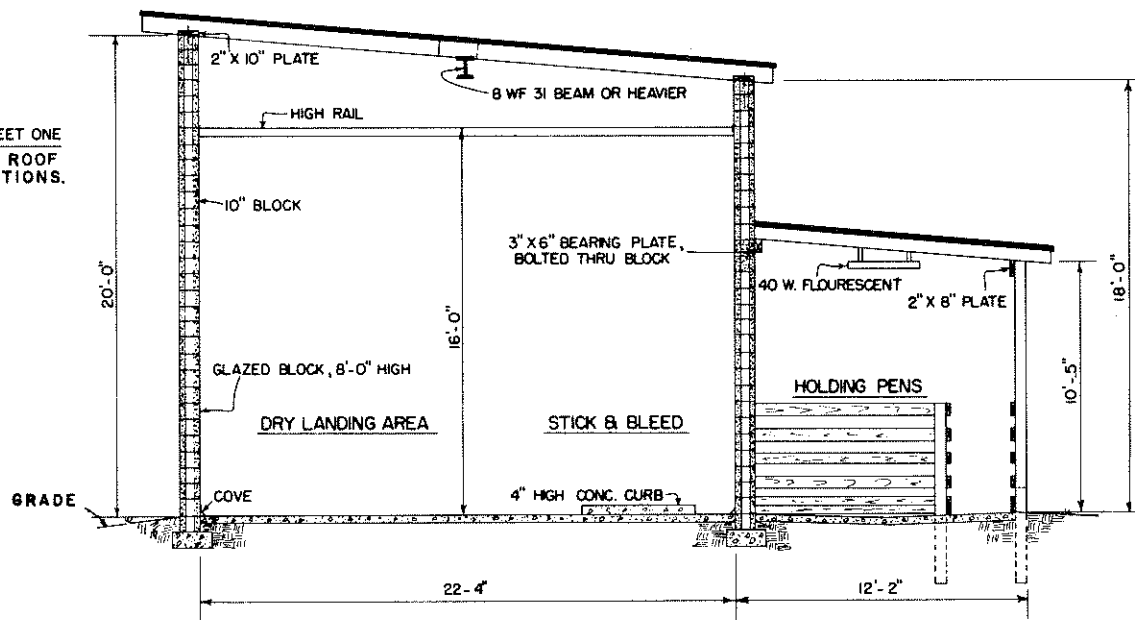 2" X 10" PLATE
8 WF 31 BEAM OR HEAVIER
HIGH RAIL
EET ONE
ROOF
TIONS.
10" BLOCK
3" X 6" BEARING PLATE,
BOLTED THRU BLOCK
40 W. FLOURESCENT
2" X 8" PLATE
20'-0"
16'-0"
18'-0"
10'-5"
GLAZED BLOCK, 8'-0" HIGH
HOLDING PENS
DRY LANDING AREA
STICK & BLEED
GRADE
COVE
4" HIGH CONC. CURB
22-4"
12'-2"